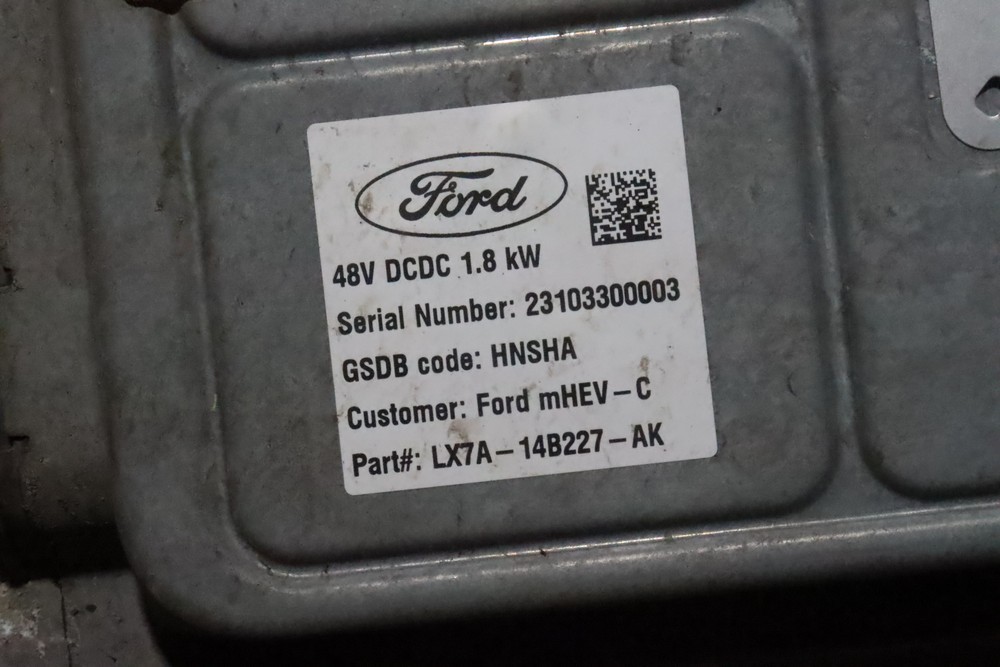 Ford
48V DCDC 1.8 kW
Serial Number: 23103300003
GSDB code: HNSHA
Customer: Ford mHEV-C
Part#: LX7A-14B227-AK